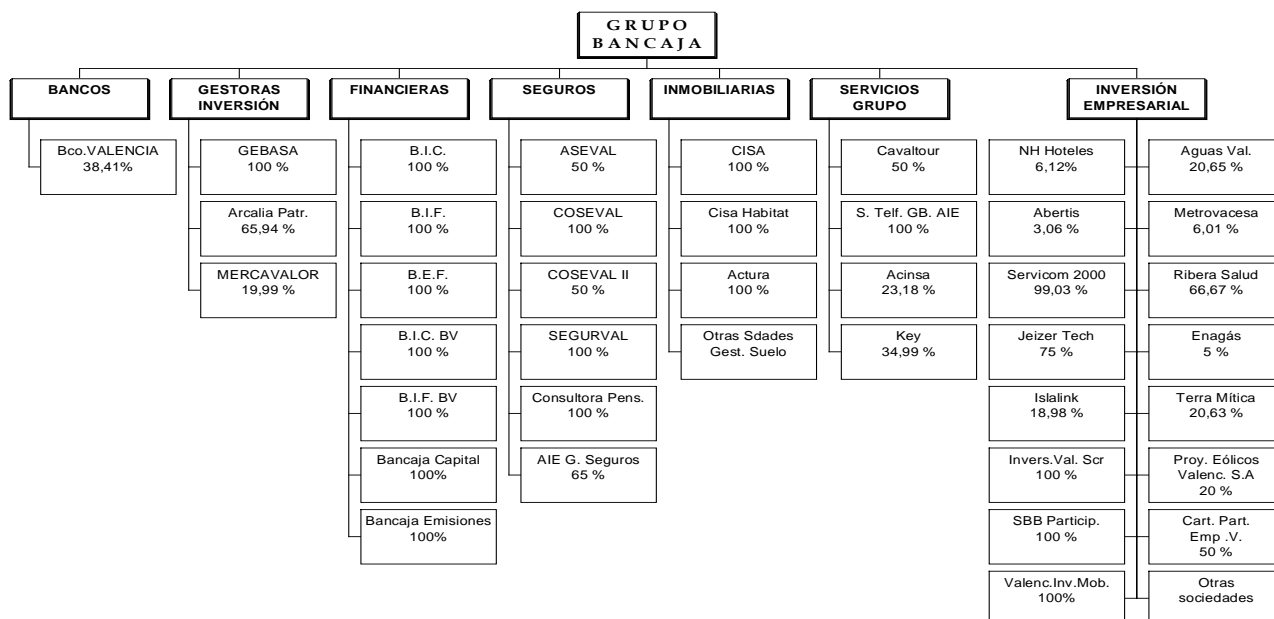 GRUPO
BANCAJA
BANCOS
Bco.VALENCIA
38,41%
GESTORAS
INVERSIÓN
GEBASA
100 %
Arcalia Patr.
65,94 %
MERCAVALOR
19,99 %
FINANCIERAS
B.I.C.
100 %
B.I.F.
100 %
B.E.F.
100 %
B.I.C. BV
100 %
B.I.F. BV
100 %
Bancaja Capital
100%
Bancaja Emisiones
100%
SEGUROS
ASEVAL
50 %
COSEVAL
100 %
COSEVAL II
50 %
SEGURVAL
100 %
Consultora Pens.
100 %
AIE G. Seguros
65 %
INMOBILIARIAS
CISA
100 %
Cisa Habitat
100 %
Actura
100 %
Otras Sdades
Gest. Suelo
SERVICIOS
GRUPO
Cavaltour
50 %
S. Telf. GB. AIE
100 %
Acinsa
23,18 %
Key
34,99 %
INVERSIÓN
EMPRESARIAL
NH Hoteles
6,12%
Abertis
3,06 %
Servicom 2000
99,03 %
Jeizer Tech
75 %
Islalink
18,98 %
Invers.Val. Scr
100 %
SBB Particip.
100 %
Valenc.Inv.Mob.
100%
Aguas Val.
20,65 %
Metrovacesa
6,01 %
Ribera Salud
66,67 %
Enagás
5 %
Terra Mítica
20,63 %
Proy. Eólicos
Valenc. S.A
20 %
Cart. Part.
Emp .V.
50 %
Otras
sociedades